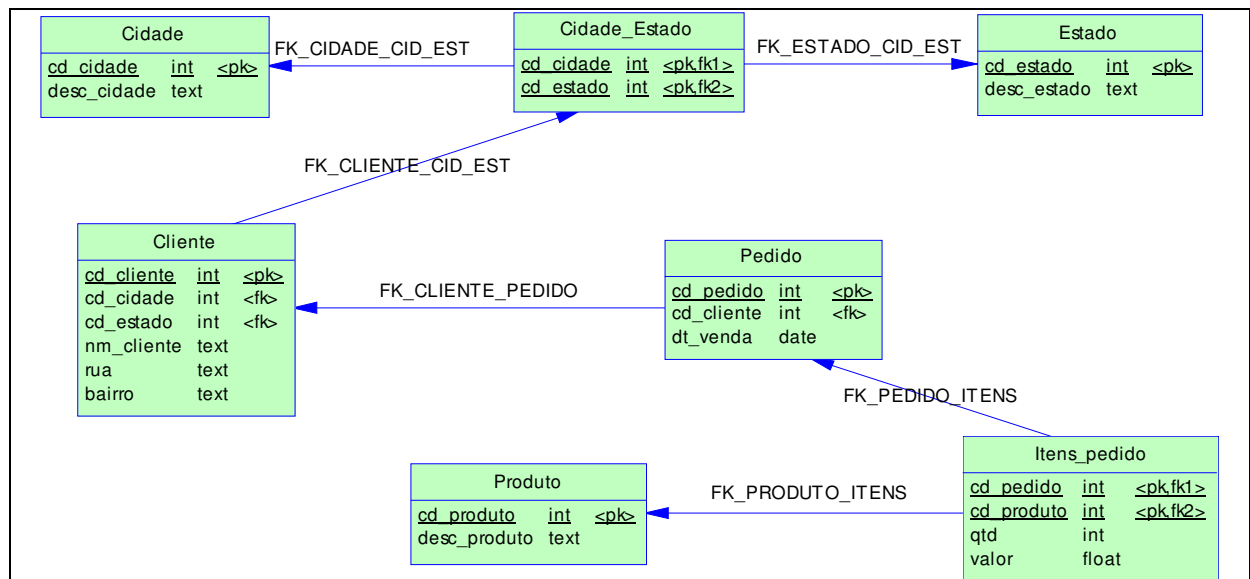 Cidade
cd_cidade int <pk>
desc_cidade text
FK_CIDADE_CID_EST
Cidade_Estado
cd_cidade int <pk,fk1>
cd_estado int <pk,fk2>
FK_ESTADO_CID_EST
Estado
cd_estado int <pk>
desc_estado text
FK_CLIENTE_CID_EST
Cliente
cd_cliente int <pk>
cd_cidade int <fk>
cd_estado int <fk>
nm_cliente text
rua text
bairro text
FK_CLIENTE_PEDIDO
Pedido
cd_pedido int <pk>
cd_cliente int <fk>
dt_venda date
FK_PEDIDO_ITENS
Produto
cd_produto int <pk>
desc_produto text
FK_PRODUTO_ITENS
Itens_pedido
cd_pedido int <pk,fk1>
cd_produto int <pk,fk2>
qtd int
valor float